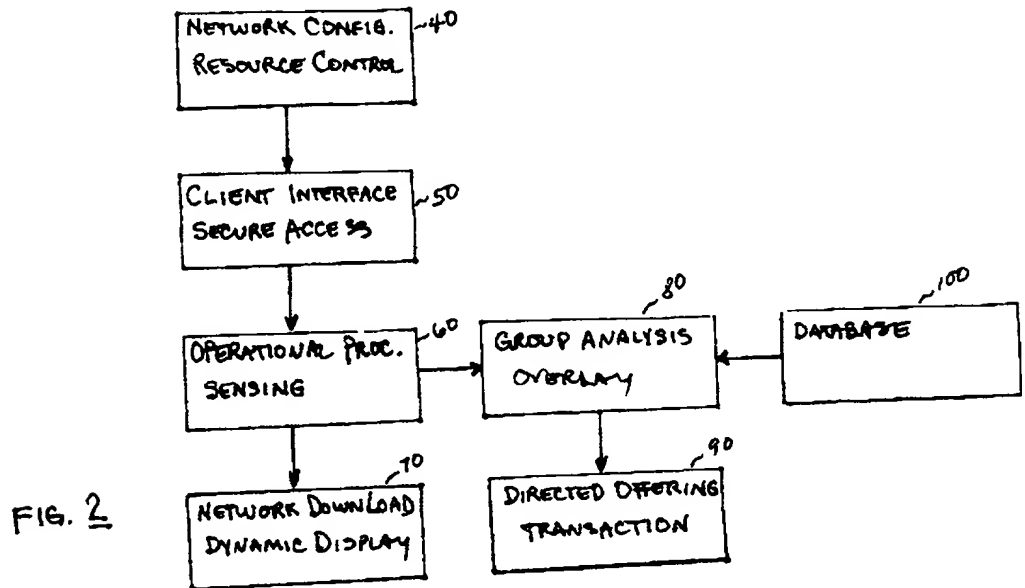 NETWORK CONFIG.
RESOURCE CONTROL
40
CLIENT INTERFACE
SECURE ACCESS
50
OPERATIONAL PROC.
SENSING
60
GROUP ANALYSIS
OVERLAY
80
DATABASE
100
NETWORK DOWNLOAD
DYNAMIC DISPLAY
70
DIRECTED OFFERING
TRANSACTION
90
FIG. 2